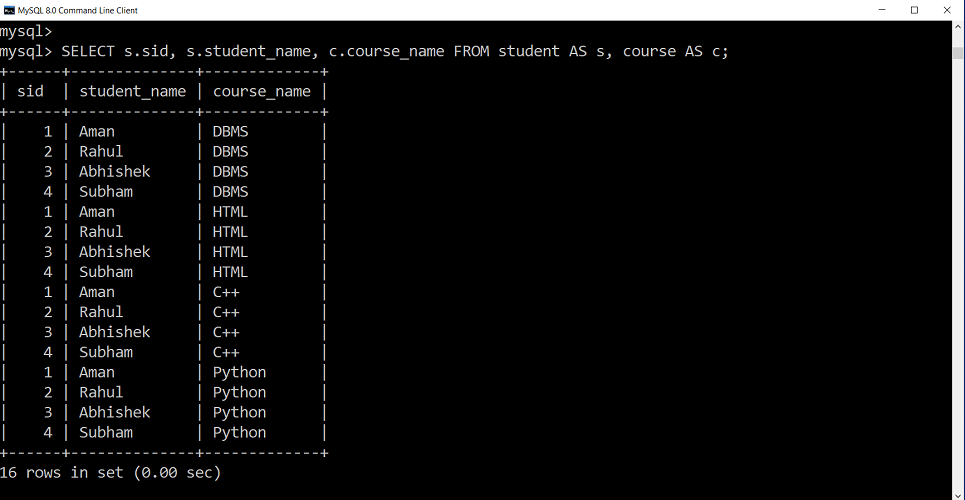 MySQL 8.0 Command Line Client
mysql>
mysql> SELECT s.sid, s.student_name, c.course_name FROM student AS s, course AS c;
+------+--------------+-------------+
| sid  | student_name | course_name |
+------+--------------+-------------+
|    1 | Aman         | DBMS        |
|    2 | Rahul        | DBMS        |
|    3 | Abhishek     | DBMS        |
|    4 | Subham       | DBMS        |
|    1 | Aman         | HTML        |
|    2 | Rahul        | HTML        |
|    3 | Abhishek     | HTML        |
|    4 | Subham       | HTML        |
|    1 | Aman         | C++         |
|    2 | Rahul        | C++         |
|    3 | Abhishek     | C++         |
|    4 | Subham       | C++         |
|    1 | Aman         | Python      |
|    2 | Rahul        | Python      |
|    3 | Abhishek     | Python      |
|    4 | Subham       | Python      |
+------+--------------+-------------+
16 rows in set (0.00 sec)